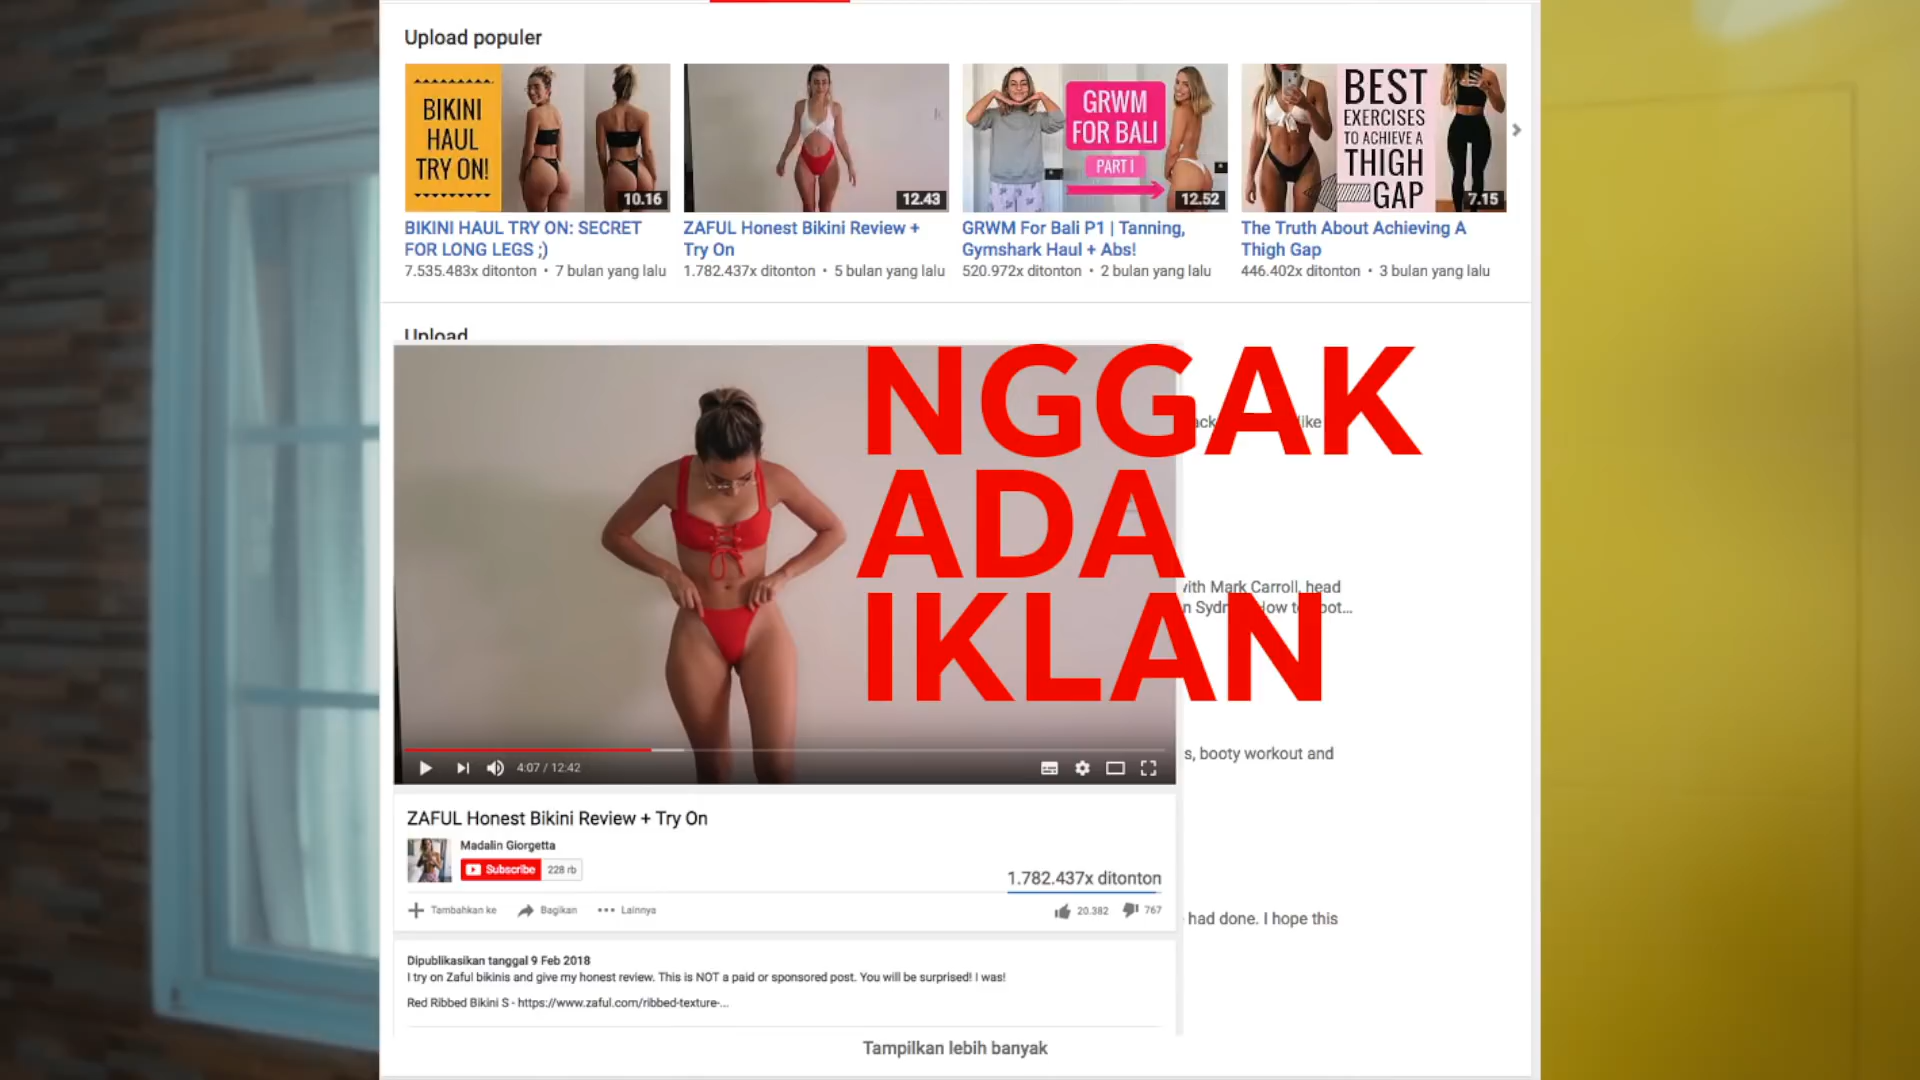 Upload populer
BIKINI
HAUL
TRY ON!
10.16
12.43
GRWM
FOR BALI
PART I
12.52
BEST
EXERCISES
TO ACHIEVE A
THIGH
GAP
7.15
BIKINI HAUL TRY ON: SECRET
FOR LONG LEGS ;)
7.535.483x ditonton • 7 bulan yang lalu
ZAFUL Honest Bikini Review +
Try On
1.782.437x ditonton • 5 bulan yang lalu
GRWM For Bali P1 | Tanning,
Gymshark Haul + Abs!
520.972x ditonton • 2 bulan yang lalu
The Truth About Achieving A
Thigh Gap
446.402x ditonton • 3 bulan yang lalu
Upload
NGGAK
ADA
IKLAN
with Mark Carroll, head
s, booty workout and
had done. I hope this
4:07 / 12:42
ZAFUL Honest Bikini Review + Try On
Madalin Giorgetta
Subscribe 228 rb
1.782.437x ditonton
Tambahkan ke Bagikan Lainnya
20.382 767
Dipublikasikan tanggal 9 Feb 2018
I try on Zaful bikinis and give my honest review. This is NOT a paid or sponsored post. You will be surprised! I was!
Red Ribbed Bikini S - https://www.zaful.com/ribbed-texture-...
Tampilkan lebih banyak